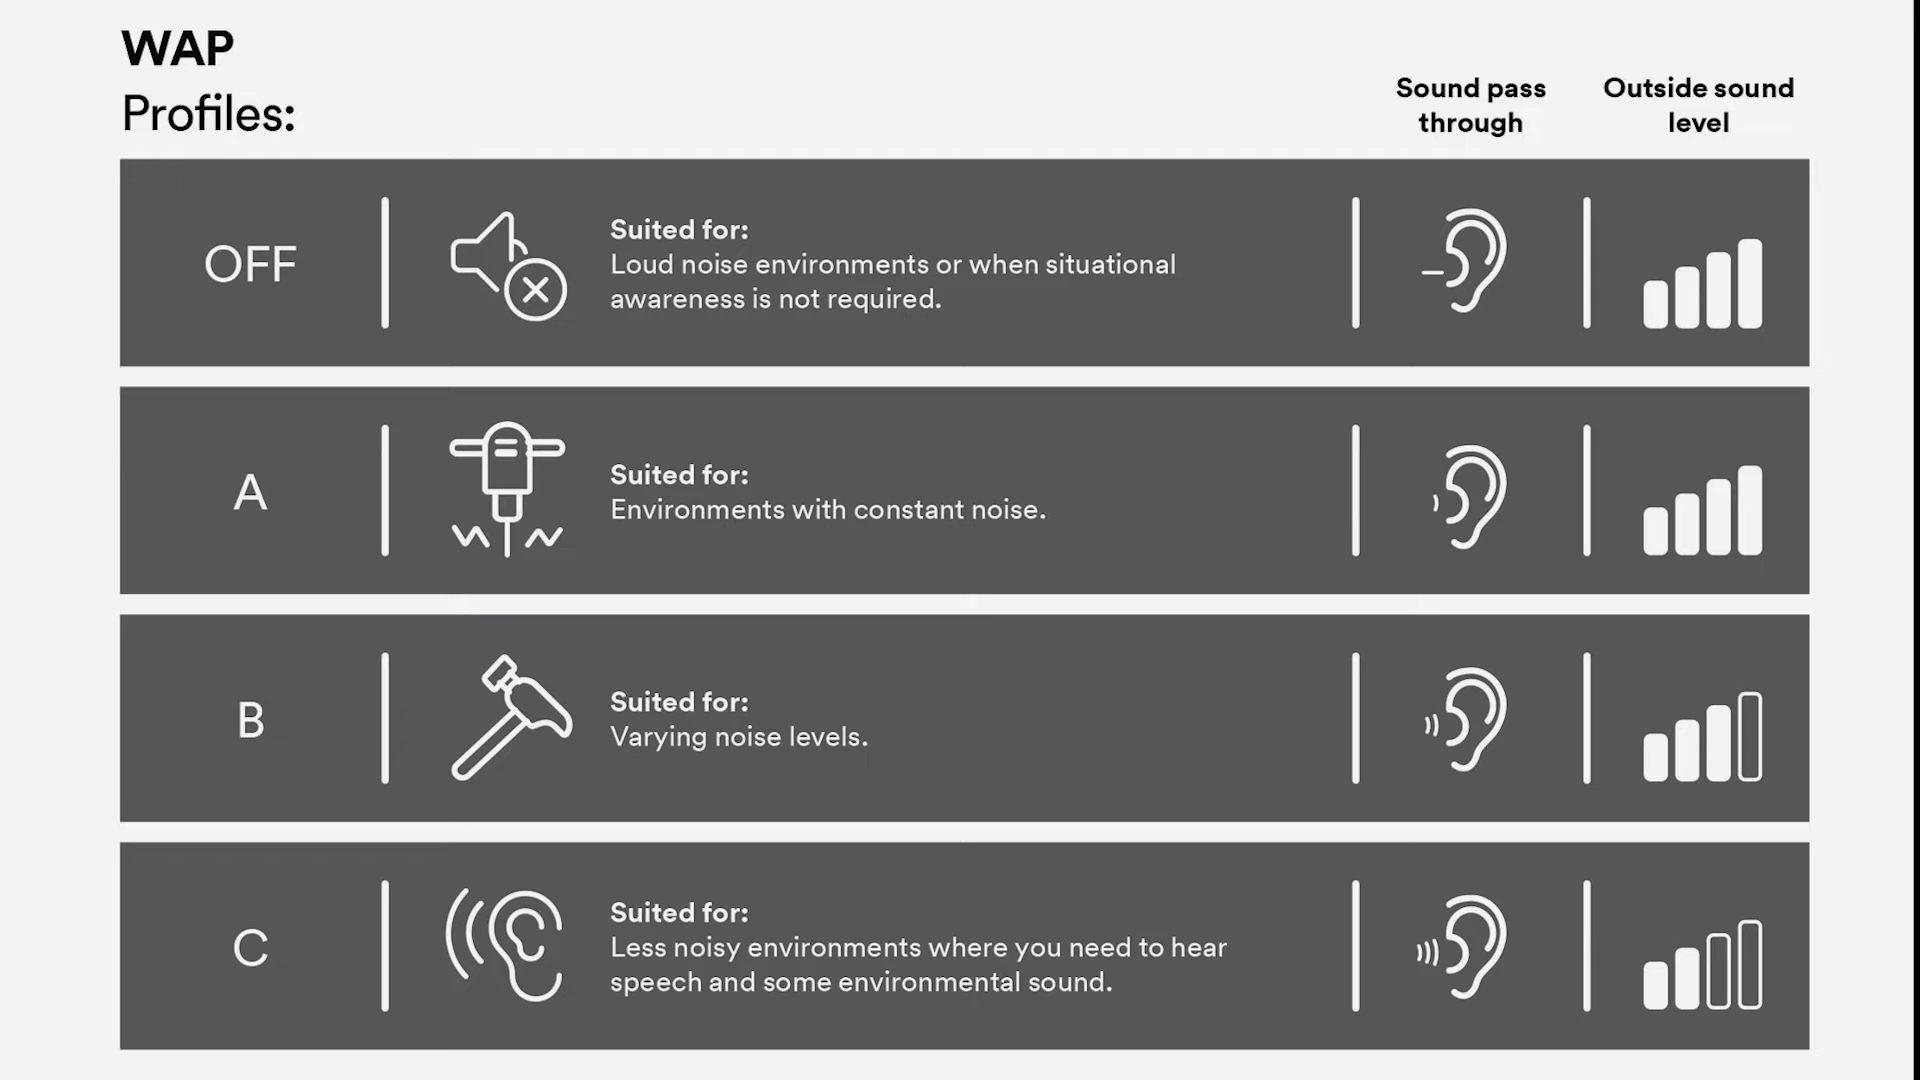 WAP
Profiles:
Sound pass
through
Outside sound
level
OFF
Suited for:
Loud noise environments or when situational
awareness is not required.
A
Suited for:
Environments with constant noise.
B
Suited for:
Varying noise levels.
C
Suited for:
Less noisy environments where you need to hear
speech and some environmental sound.